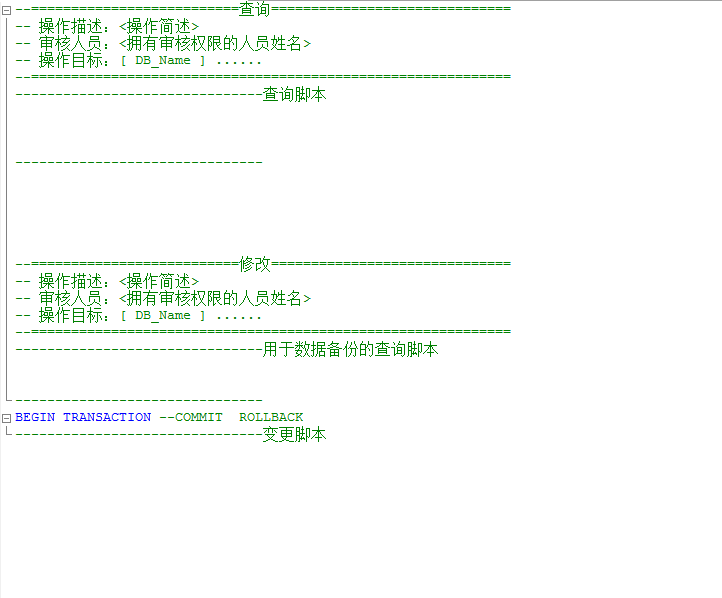 --==============================查询==============================
-- 操作描述：<操作简述>
-- 审核人员：<拥有审核权限的人员姓名>
-- 操作目标：[ DB_Name ] ......
--============================================================
-------------------------------查询脚本
-------------------------------
--==============================修改==============================
-- 操作描述：<操作简述>
-- 审核人员：<拥有审核权限的人员姓名>
-- 操作目标：[ DB_Name ] ......
--============================================================
-------------------------------用于数据备份的查询脚本
-------------------------------
BEGIN TRANSACTION --COMMIT  ROLLBACK
-------------------------------变更脚本